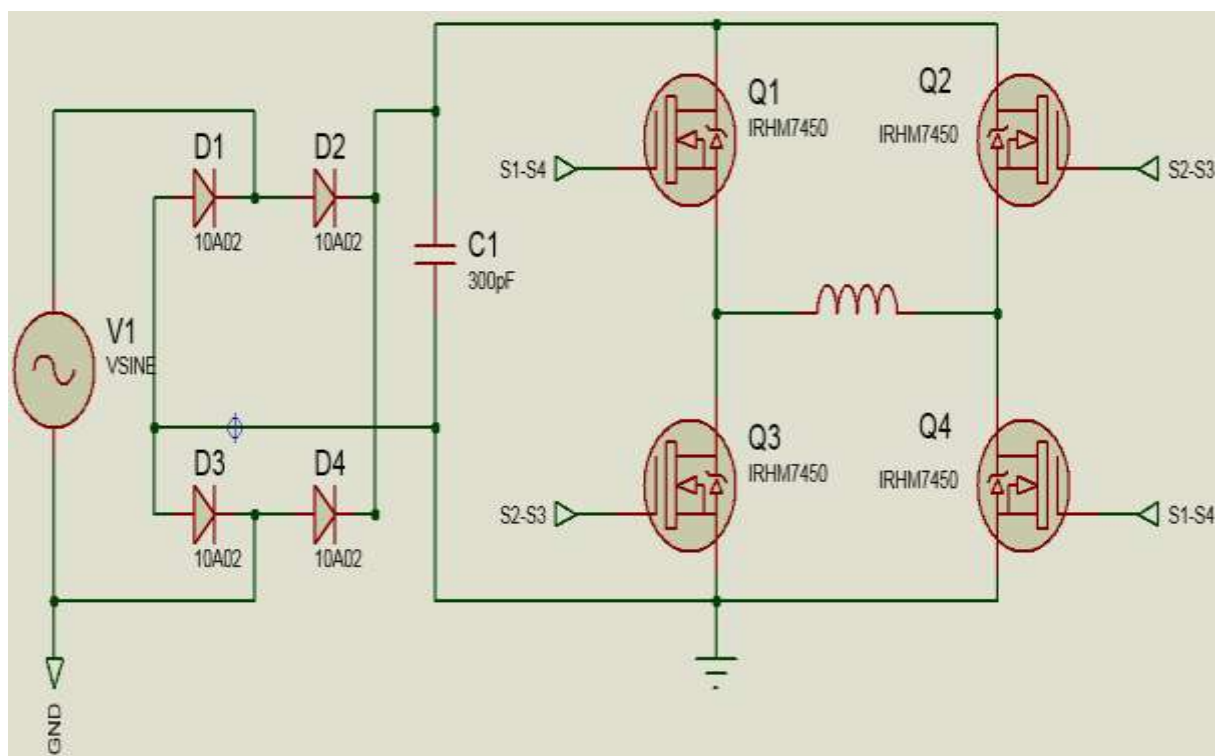 D1
10A02
D2
10A02
V1
VSINE
D3
10A02
D4
10A02
GND
C1
300pF
Q1
IRHM7450
S1-S4
Q2
IRHM7450
S2-S3
Q3
IRHM7450
S2-S3
Q4
IRHM7450
S1-S4